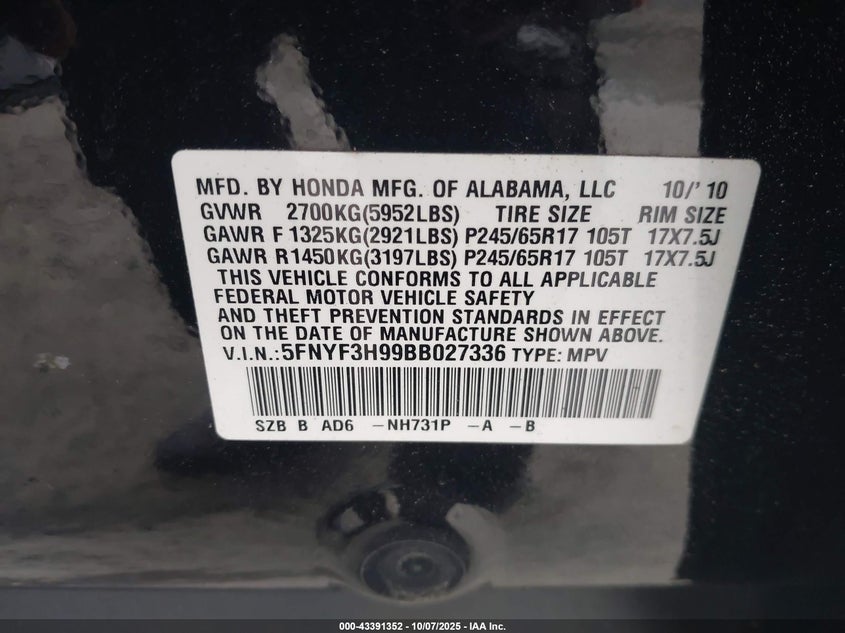 MFD. BY HONDA MFG. OF ALABAMA, LLC 10/'10
GVWR 2700KG(5952LBS) TIRE SIZE RIM SIZE
GAWR F 1325KG(2921LBS) P245/65R17 105T 17X7.5J
GAWR R1450KG(3197LBS) P245/65R17 105T 17X7.5J
THIS VEHICLE CONFORMS TO ALL APPLICABLE
FEDERAL MOTOR VEHICLE SAFETY
AND THEFT PREVENTION STANDARDS IN EFFECT
ON THE DATE OF MANUFACTURE SHOWN ABOVE.
V.I.N.:5FNYF3H99BB027336 TYPE: MPV
SZB B AD6 -NH731P -A -B
000-43391352 | 10/07/2025 - IAA Inc.